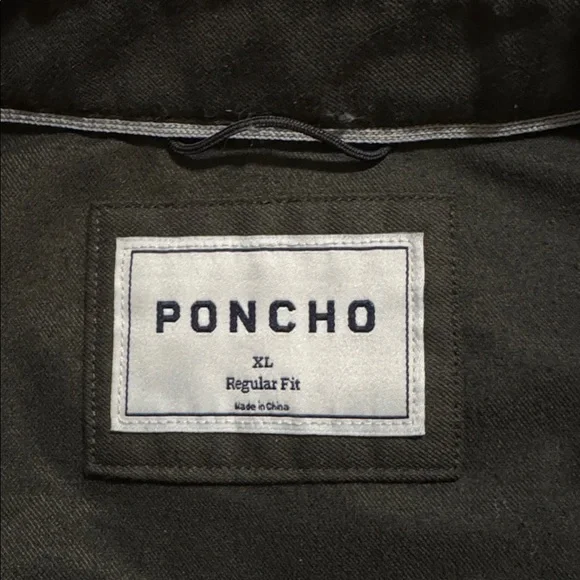 PONCHO
XL
Regular Fit
Made in China